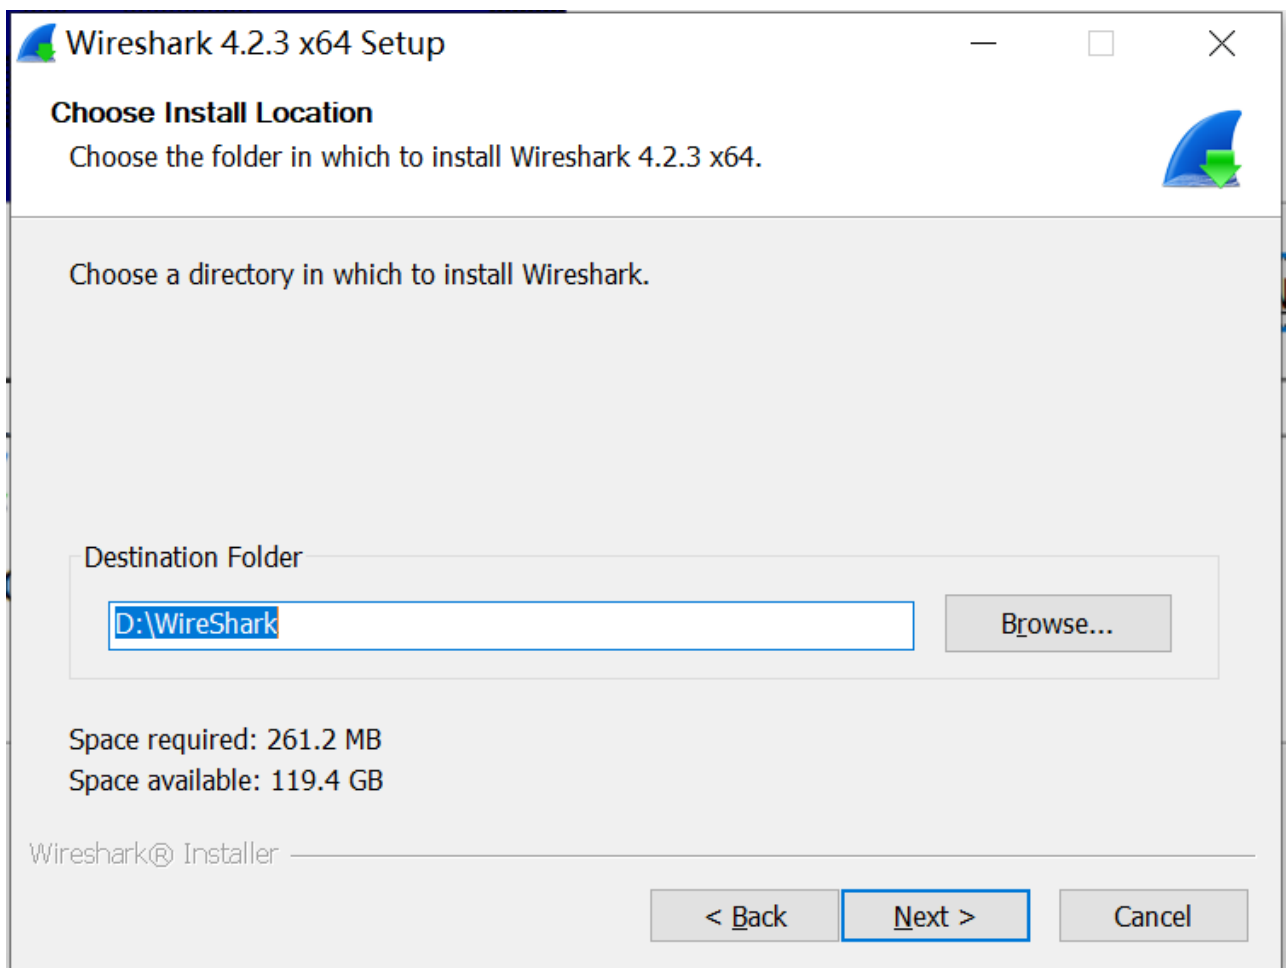 Wireshark 4.2.3 x64 Setup
Choose Install Location
Choose the folder in which to install Wireshark 4.2.3 x64.
Choose a directory in which to install Wireshark.
Destination Folder
D:\WireShark
Browse...
Space required: 261.2 MB
Space available: 119.4 GB
Wireshark® Installer
< Back
Next >
Cancel